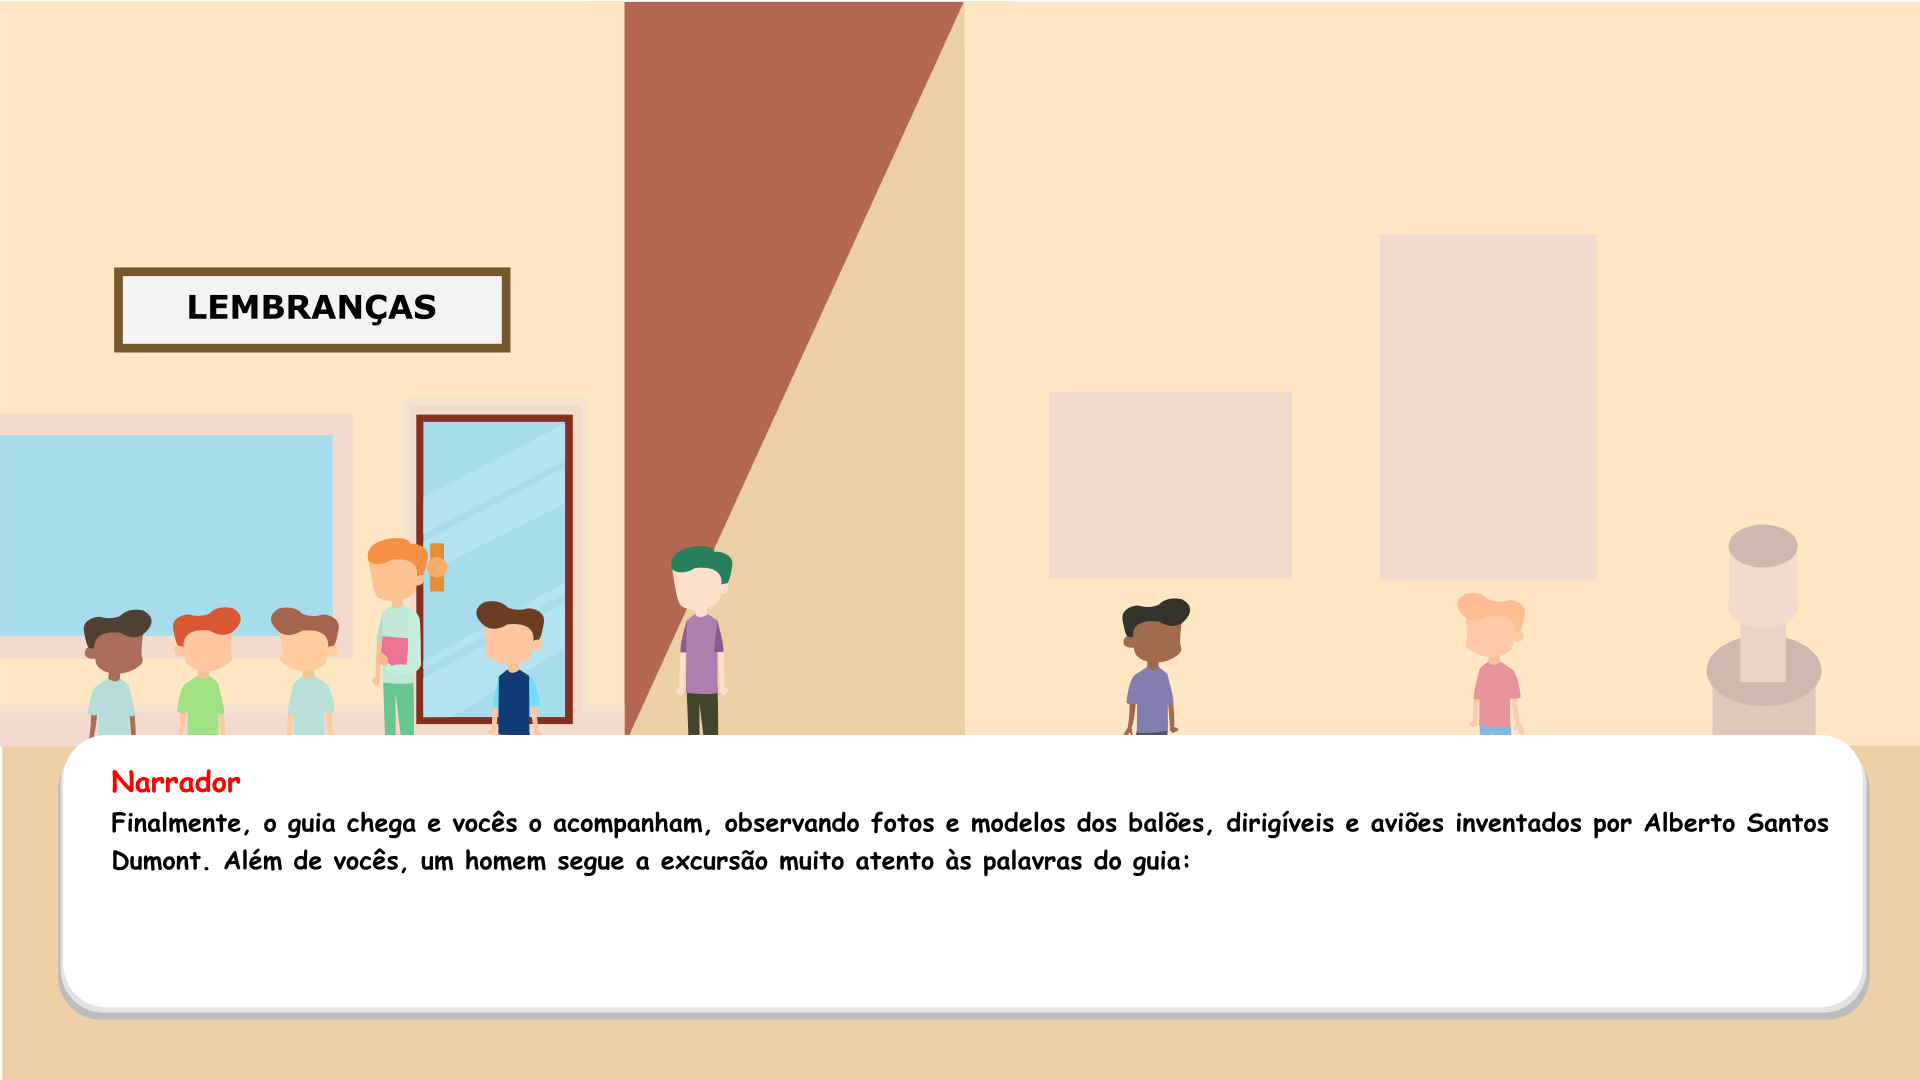 LEMBRANÇAS
Narrador
Finalmente, o guia chega e vocês o acompanham, observando fotos e modelos dos balões, dirigíveis e aviões inventados por Alberto Santos
Dumont. Além de vocês, um homem segue a excursão muito atento às palavras do guia: